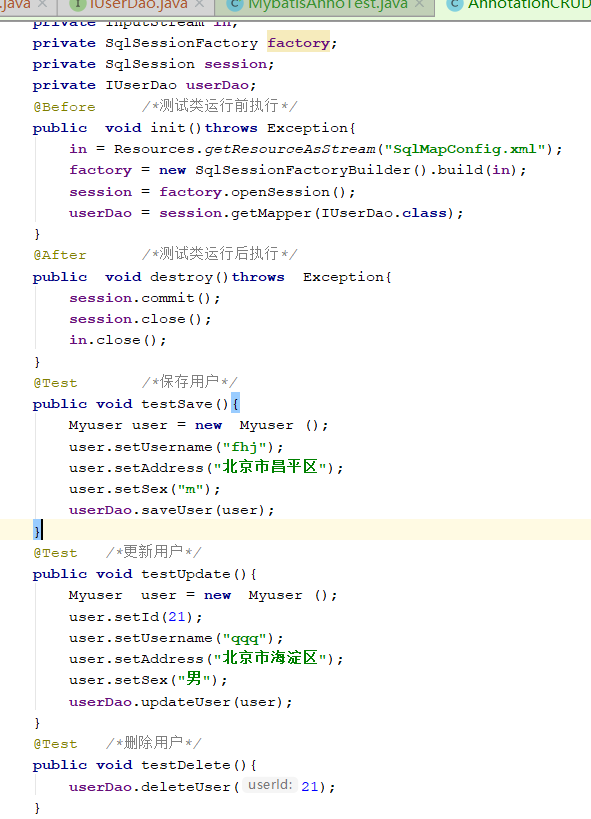 .java IUserDao.java MybatisAnnoTest.java AnnotationCRUD
private InputStream in;
private SqlSessionFactory factory;
private SqlSession session;
private IUserDao userDao;
@Before /*测试类运行前执行*/
public void init()throws Exception{
in = Resources.getResourceAsStream("SqlMapConfig.xml");
factory = new SqlSessionFactoryBuilder().build(in);
session = factory.openSession();
userDao = session.getMapper(IUserDao.class);
}
@After /*测试类运行后执行*/
public void destroy()throws Exception{
session.commit();
session.close();
in.close();
}
@Test /*保存用户*/
public void testSave(){
Myuser user = new Myuser ();
user.setUsername("fhj");
user.setAddress("北京市昌平区");
user.setSex("m");
userDao.saveUser(user);
}
@Test /*更新用户*/
public void testUpdate(){
Myuser user = new Myuser ();
user.setId(21);
user.setUsername("qqq");
user.setAddress("北京市海淀区");
user.setSex("男");
userDao.updateUser(user);
}
@Test /*删除用户*/
public void testDelete(){
userDao.deleteUser( userId: 21);
}